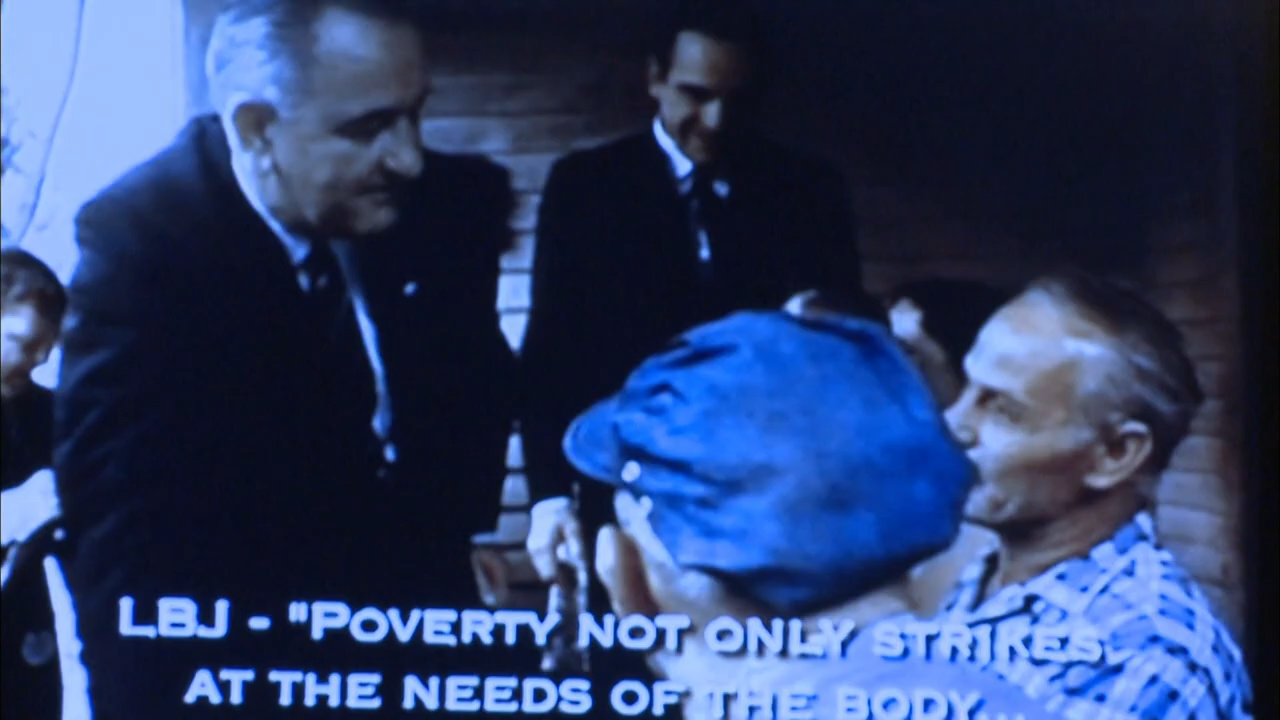 LBJ - "POVERTY NOT ONLY STRIKES
AT THE NEEDS OF THE BODY...